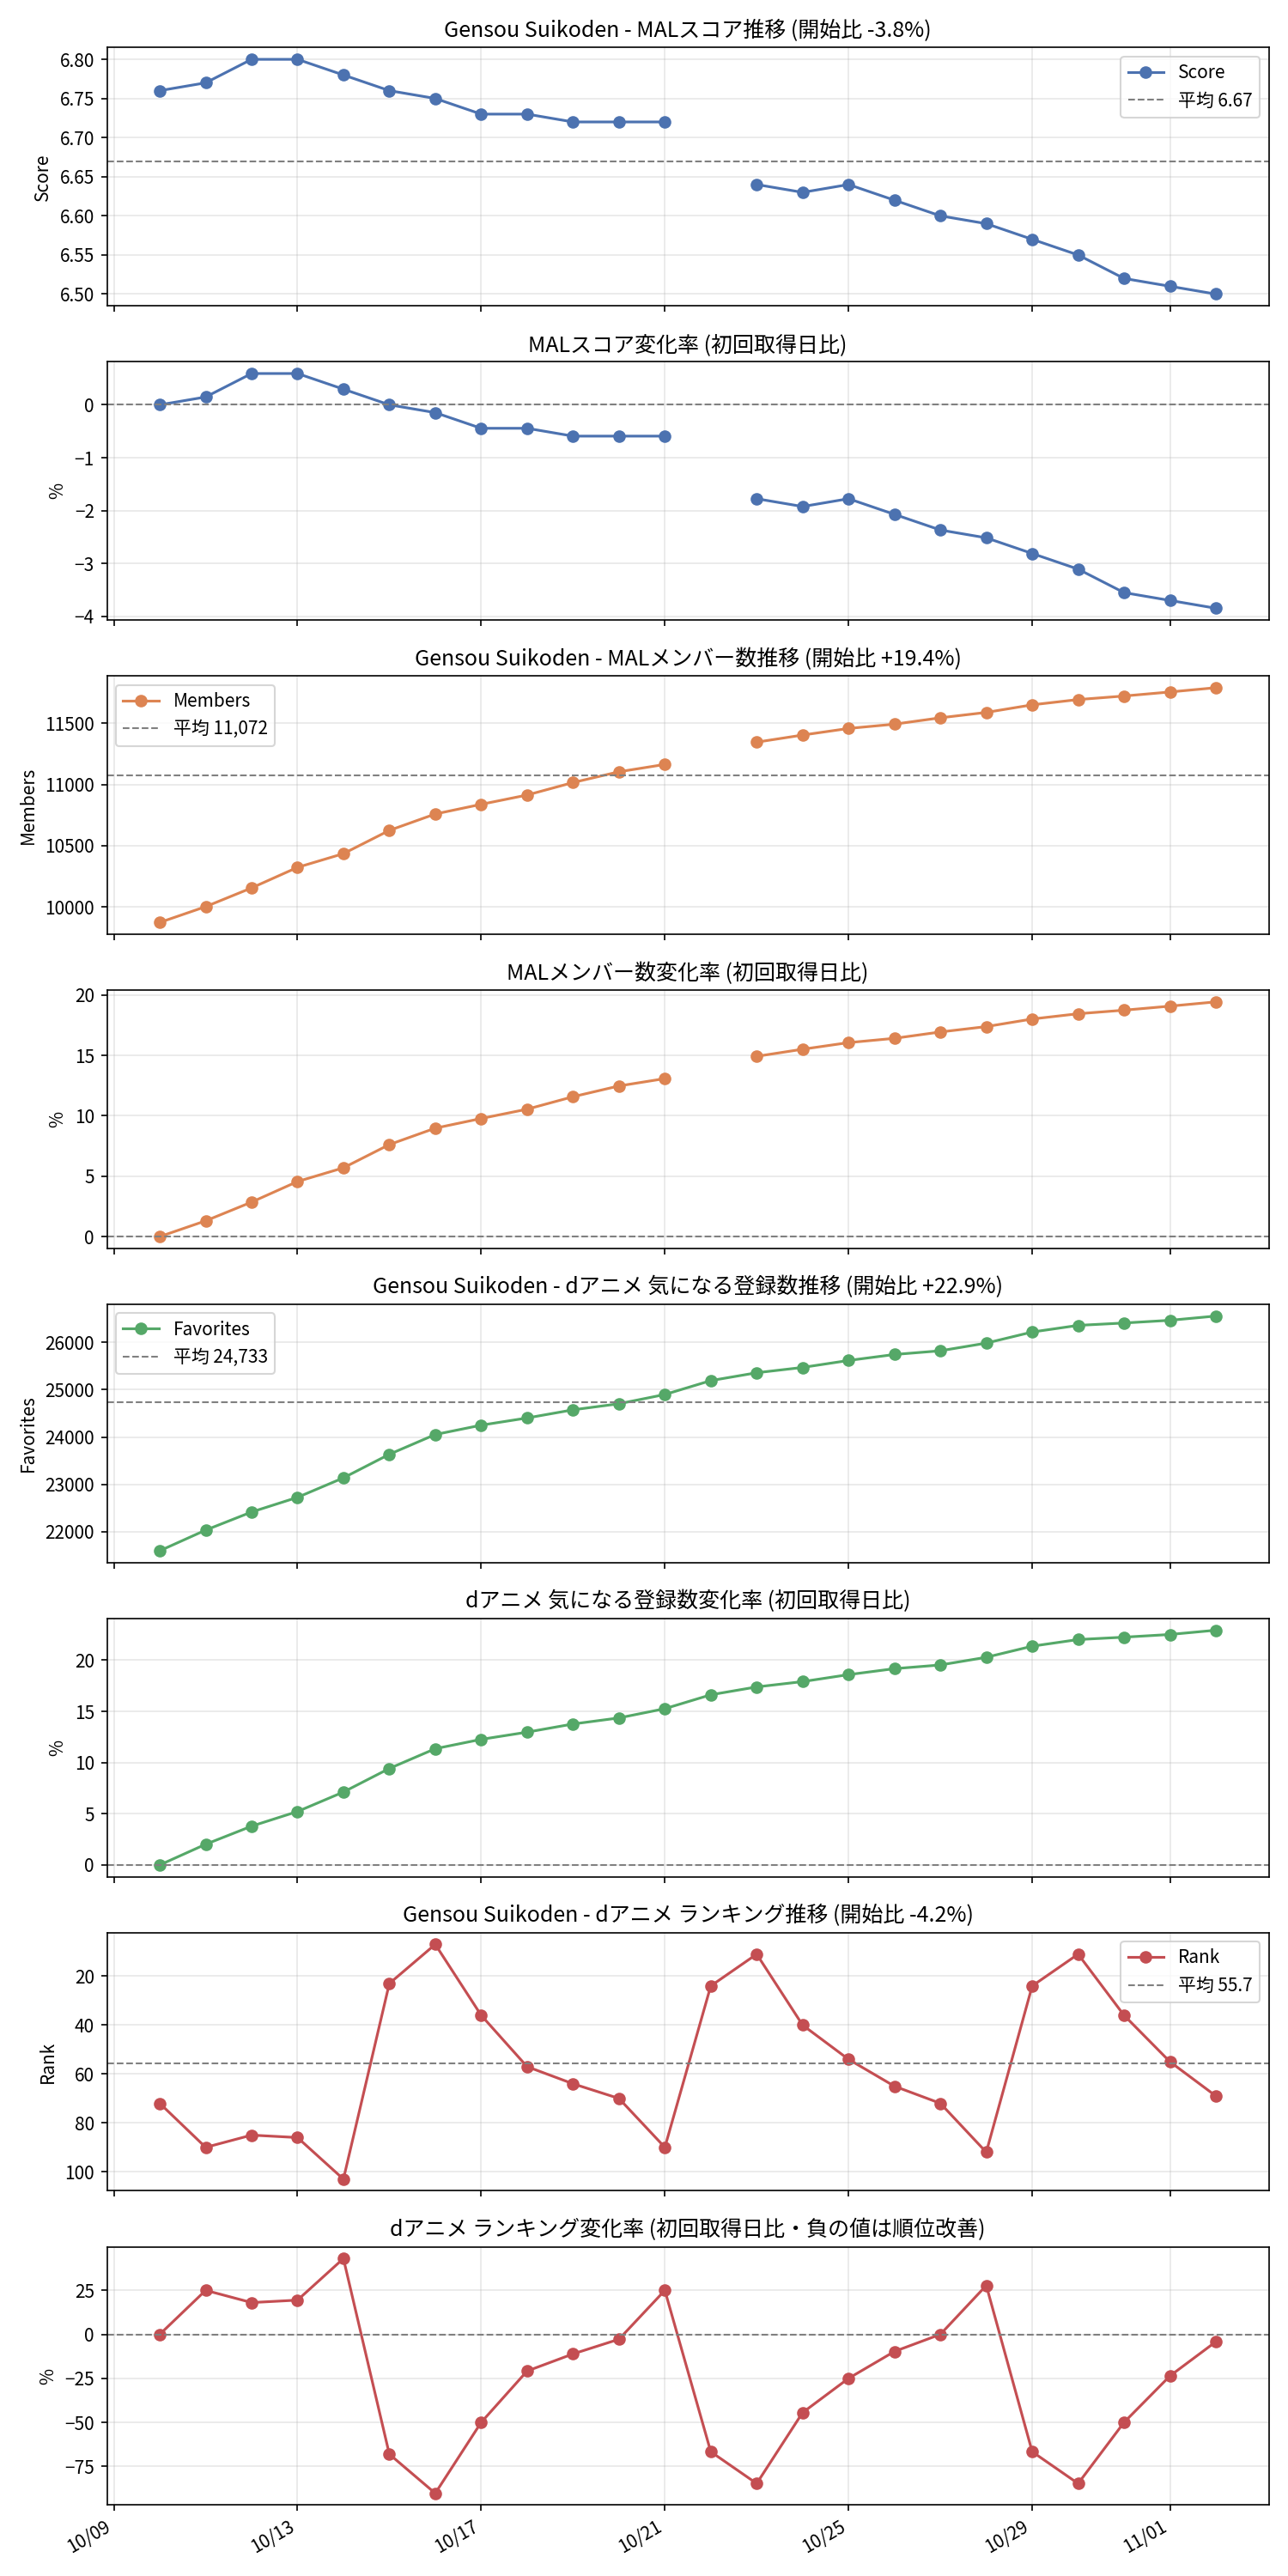 Gensou Suikoden - MALスコア推移 (開始比 -3.8%)
Score
6.80
6.75
6.70
6.65
6.60
6.55
6.50
Score
平均 6.67
MALスコア変化率 (初回取得日比)
%
0
−1
−2
−3
−4
Gensou Suikoden - MALメンバー数推移 (開始比 +19.4%)
Members
11500
11000
10500
10000
Members
平均 11,072
MALメンバー数変化率 (初回取得日比)
%
20
15
10
5
0
Gensou Suikoden - dアニメ 気になる登録数推移 (開始比 +22.9%)
Favorites
26000
25000
24000
23000
22000
Favorites
平均 24,733
dアニメ 気になる登録数変化率 (初回取得日比)
%
20
15
10
5
0
Gensou Suikoden - dアニメ ランキング推移 (開始比 -4.2%)
Rank
20
40
60
80
100
Rank
平均 55.7
dアニメ ランキング変化率 (初回取得日比・負の値は順位改善)
%
25
0
−25
−50
−75
10/09
10/13
10/17
10/21
10/25
10/29
11/01